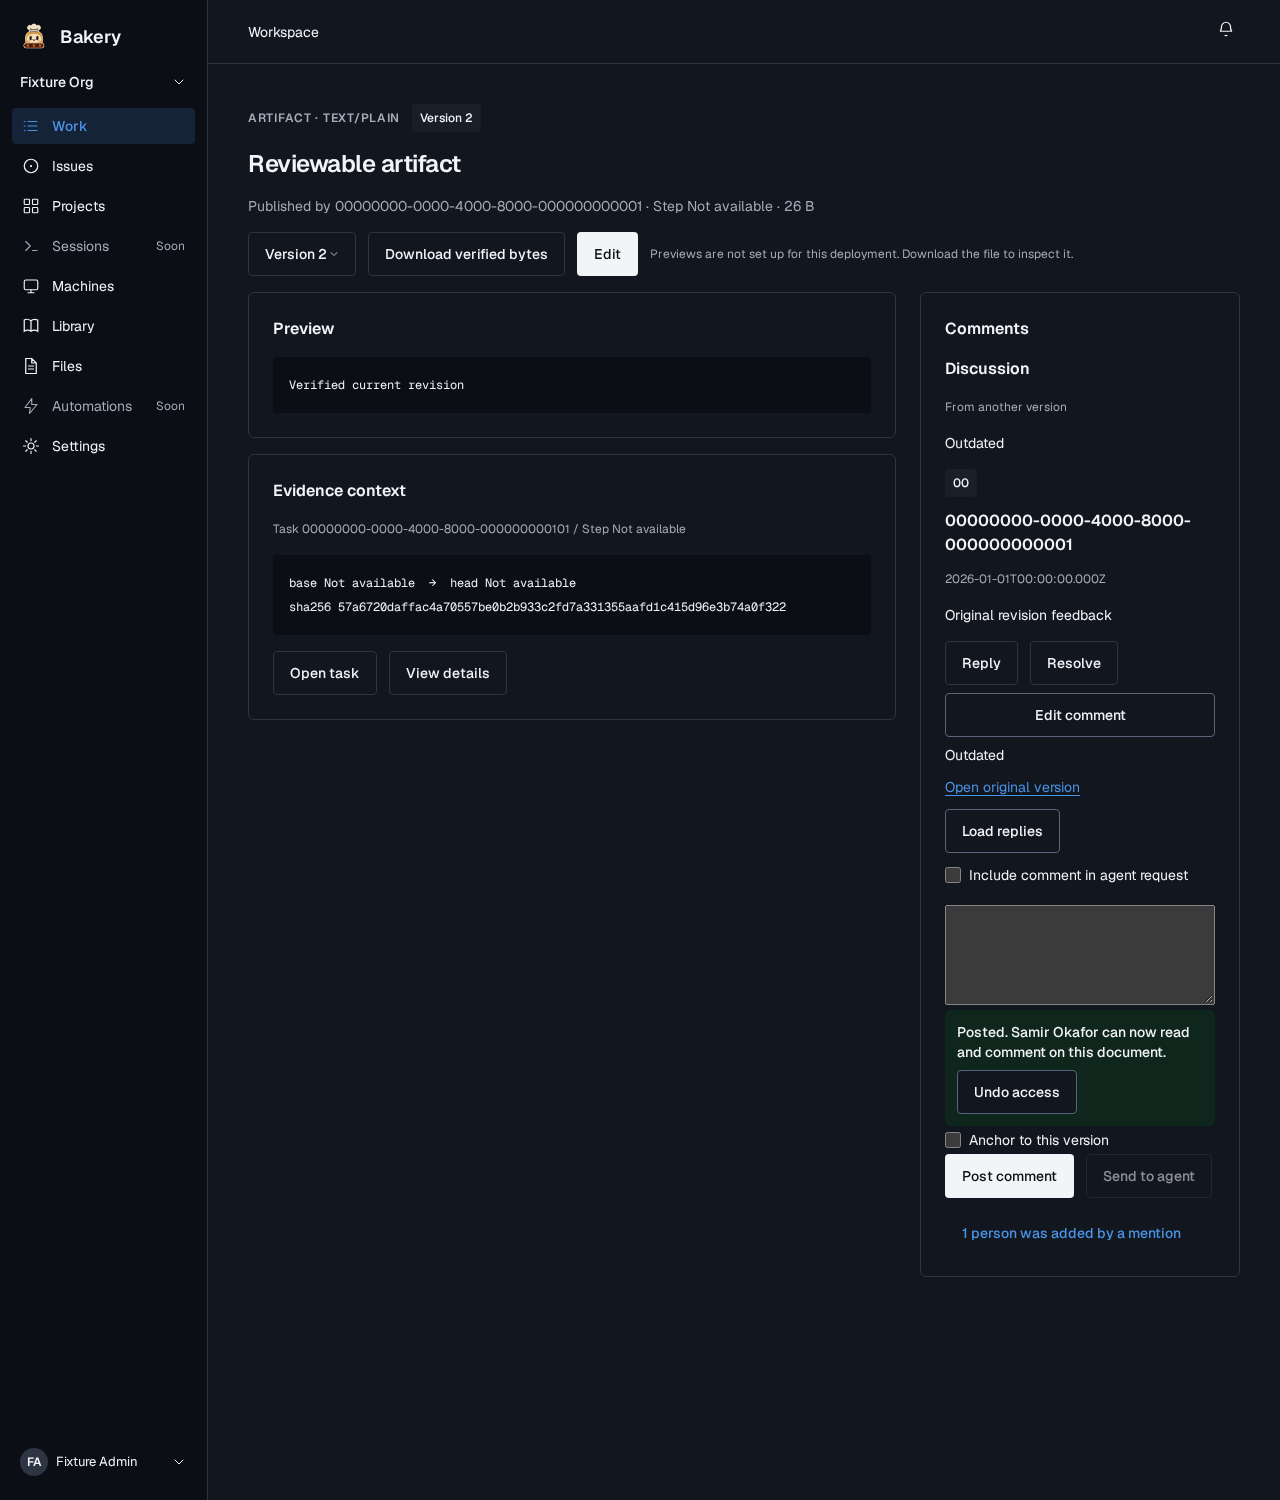 Bakery
Fixture Org
Work
Issues
Projects
Sessions Soon
Machines
Library
Files
Automations Soon
Settings
FA Fixture Admin
Workspace
ARTIFACT · TEXT/PLAIN Version 2
Reviewable artifact
Published by 00000000-0000-4000-8000-000000000001 · Step Not available · 26 B
Version 2 Download verified bytes Edit Previews are not set up for this deployment. Download the file to inspect it.
Preview
Verified current revision
Evidence context
Task 00000000-0000-4000-8000-000000000101 / Step Not available
base Not available → head Not available
sha256 57a6720daffac4a70557be0b2b933c2fd7a331355aafd1c415d96e3b74a0f322
Open task View details
Comments
Discussion
From another version
Outdated
00
00000000-0000-4000-8000-
000000000001
2026-01-01T00:00:00.000Z
Original revision feedback
Reply Resolve
Edit comment
Outdated
Open original version
Load replies
Include comment in agent request
Posted. Samir Okafor can now read
and comment on this document.
Undo access
Anchor to this version
Post comment Send to agent
1 person was added by a mention